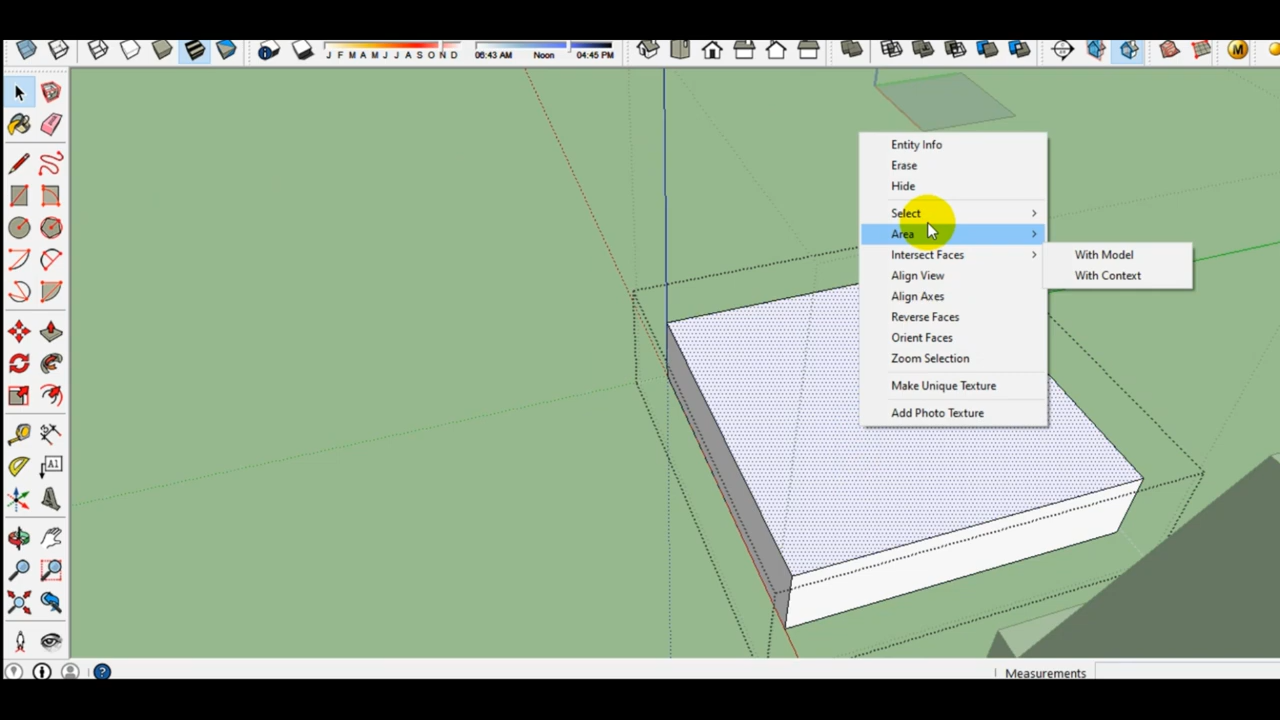 J F M A M J J A S O N D
06:43 AM Noon 04:45 PM
M
A1
Entity Info
Erase
Hide
Select
Area
Intersect Faces
Align View
Align Axes
Reverse Faces
Orient Faces
Zoom Selection
Make Unique Texture
Add Photo Texture
With Model
With Context
?
Measurements